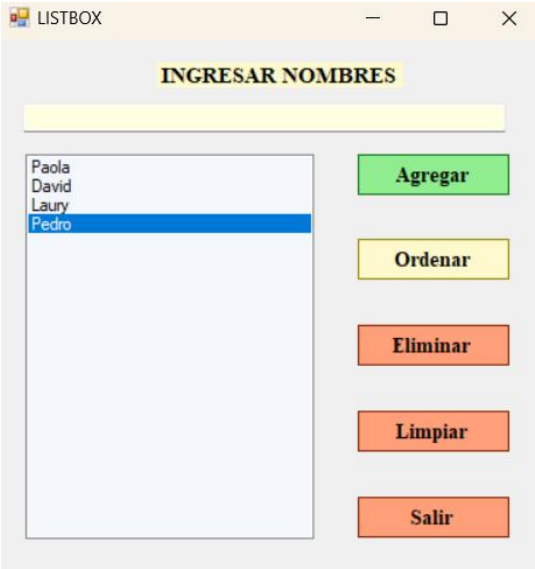 LISTBOX
INGRESAR NOMBRES
Paola
David
Laury
Pedro
Agregar
Ordenar
Eliminar
Limpiar
Salir